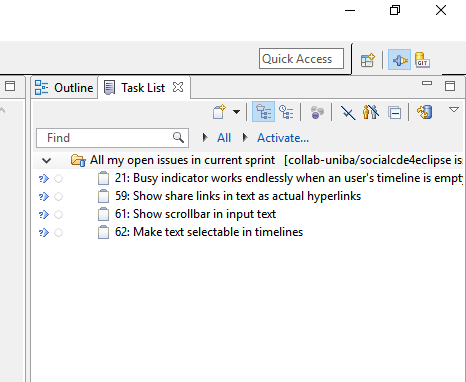 Quick Access
GIT
Outline Task List
Find All Activate...
All my open issues in current sprint [collab-uniba/socialcde4eclipse is
21: Busy indicator works endlessly when an user's timeline is empt
59: Show share links in text as actual hyperlinks
61: Show scrollbar in input text
62: Make text selectable in timelines